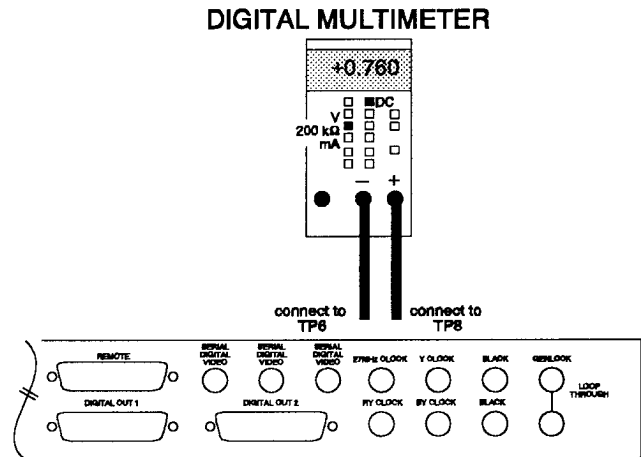 DIGITAL MULTIMETER
+0.760
DC
V
200 kΩ
mA
— +
connect to TP6
connect to TP8
REMOTE
SERIAL DIGITAL VIDEO
SERIAL DIGITAL VIDEO
SERIAL DIGITAL VIDEO
27MHz CLOCK
Y CLOCK
BLACK
GENLOCK
LOOP THROUGH
DIGITAL OUT 1
DIGITAL OUT 2
RY CLOCK
BY CLOCK
BLACK